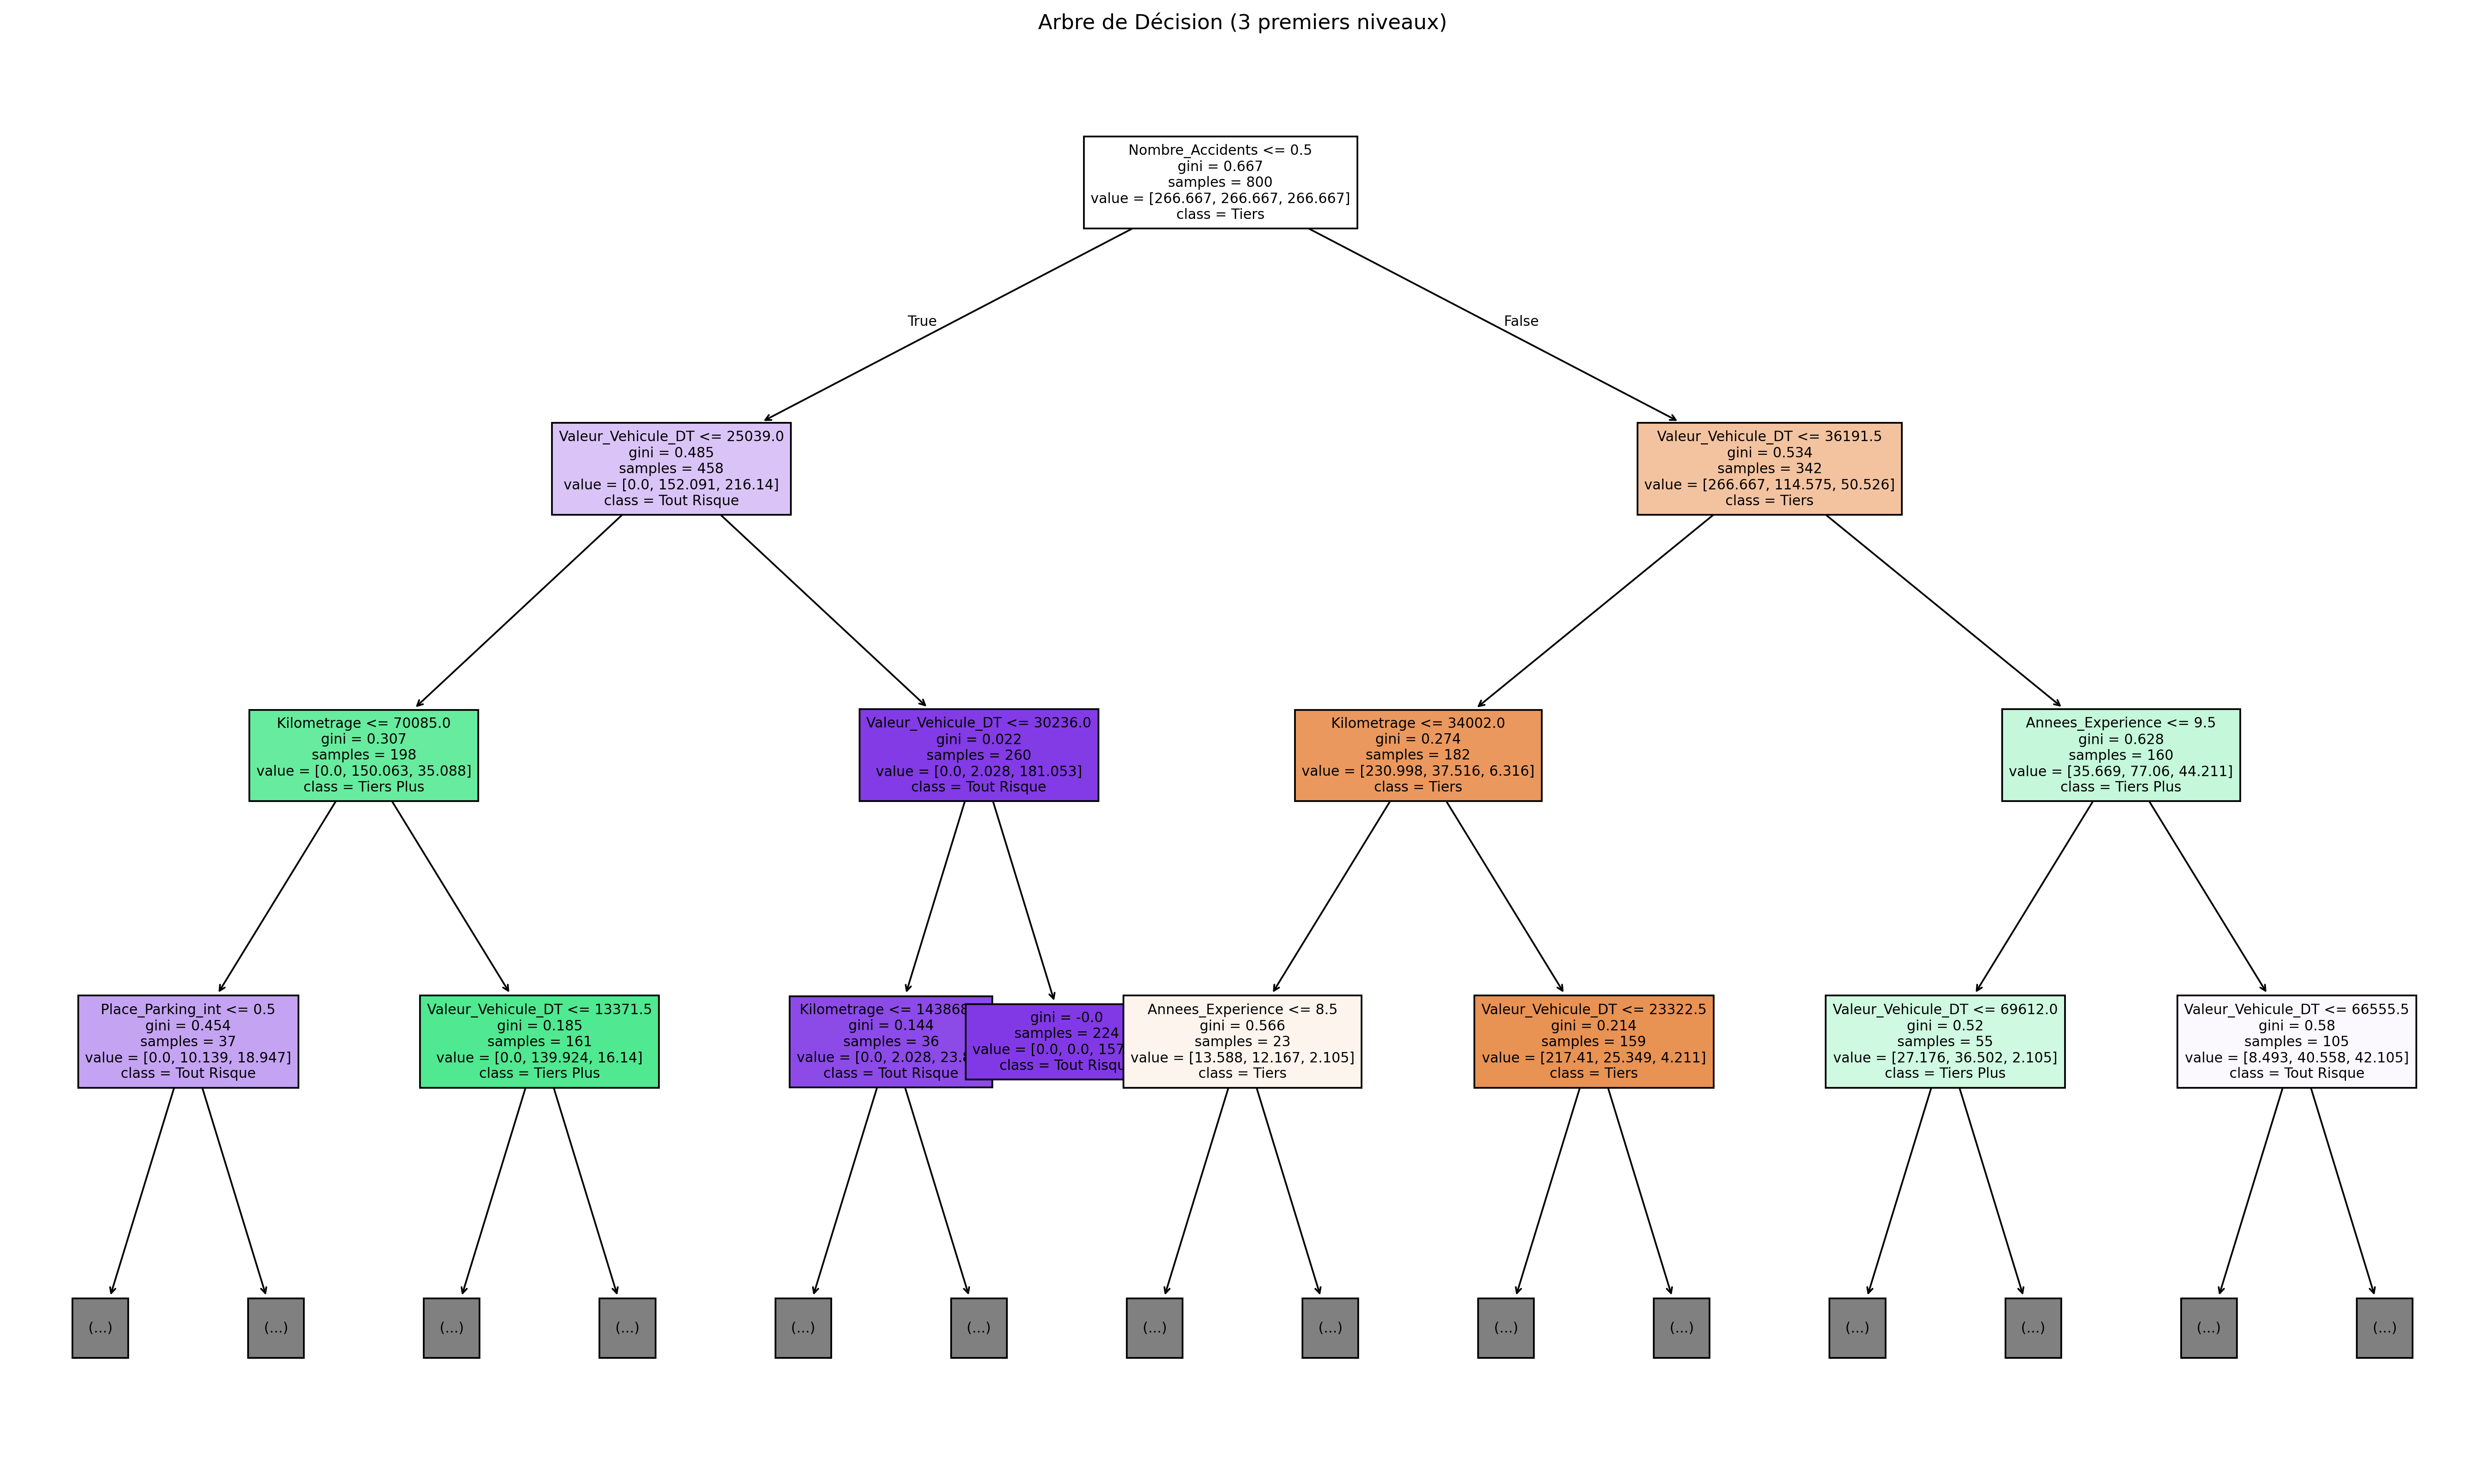 Arbre de Décision (3 premiers niveaux)
Nombre_Accidents <= 0.5
gini = 0.667
samples = 800
value = [266.667, 266.667, 266.667]
class = Tiers
True
False
Valeur_Vehicule_DT <= 25039.0
gini = 0.485
samples = 458
value = [0.0, 152.091, 216.14]
class = Tout Risque
Valeur_Vehicule_DT <= 36191.5
gini = 0.534
samples = 342
value = [266.667, 114.575, 50.526]
class = Tiers
Kilometrage <= 70085.0
gini = 0.307
samples = 198
value = [0.0, 150.063, 35.088]
class = Tiers Plus
Valeur_Vehicule_DT <= 30236.0
gini = 0.022
samples = 260
value = [0.0, 2.028, 181.053]
class = Tout Risque
Kilometrage <= 34002.0
gini = 0.274
samples = 182
value = [230.998, 37.516, 6.316]
class = Tiers
Annees_Experience <= 9.5
gini = 0.628
samples = 160
value = [35.669, 77.06, 44.211]
class = Tiers Plus
Place_Parking_int <= 0.5
gini = 0.454
samples = 37
value = [0.0, 10.139, 18.947]
class = Tout Risque
Valeur_Vehicule_DT <= 13371.5
gini = 0.185
samples = 161
value = [0.0, 139.924, 16.14]
class = Tiers Plus
Kilometrage <= 143868
gini = 0.144
samples = 36
value = [0.0, 2.028,
class = Tout Risque
gini = -0.0
samples = 224
value = [0.0, 0.0,
class = Tout
Annees_Experience <= 8.5
gini = 0.566
samples = 23
value = [13.588, 12.167, 2.105]
class = Tiers
Valeur_Vehicule_DT <= 23322.5
gini = 0.214
samples = 159
value = [217.41, 25.349, 4.211]
class = Tiers
Valeur_Vehicule_DT <= 69612.0
gini = 0.52
samples = 55
value = [27.176, 36.502, 2.105]
class = Tiers Plus
Valeur_Vehicule_DT <= 66555.5
gini = 0.58
samples = 105
value = [8.493, 40.558, 42.105]
class = Tout Risque
(...)
(...)
(...)
(...)
(...)
(...)
(...)
(...)
(...)
(...)
(...)
(...)
(...)
(...)